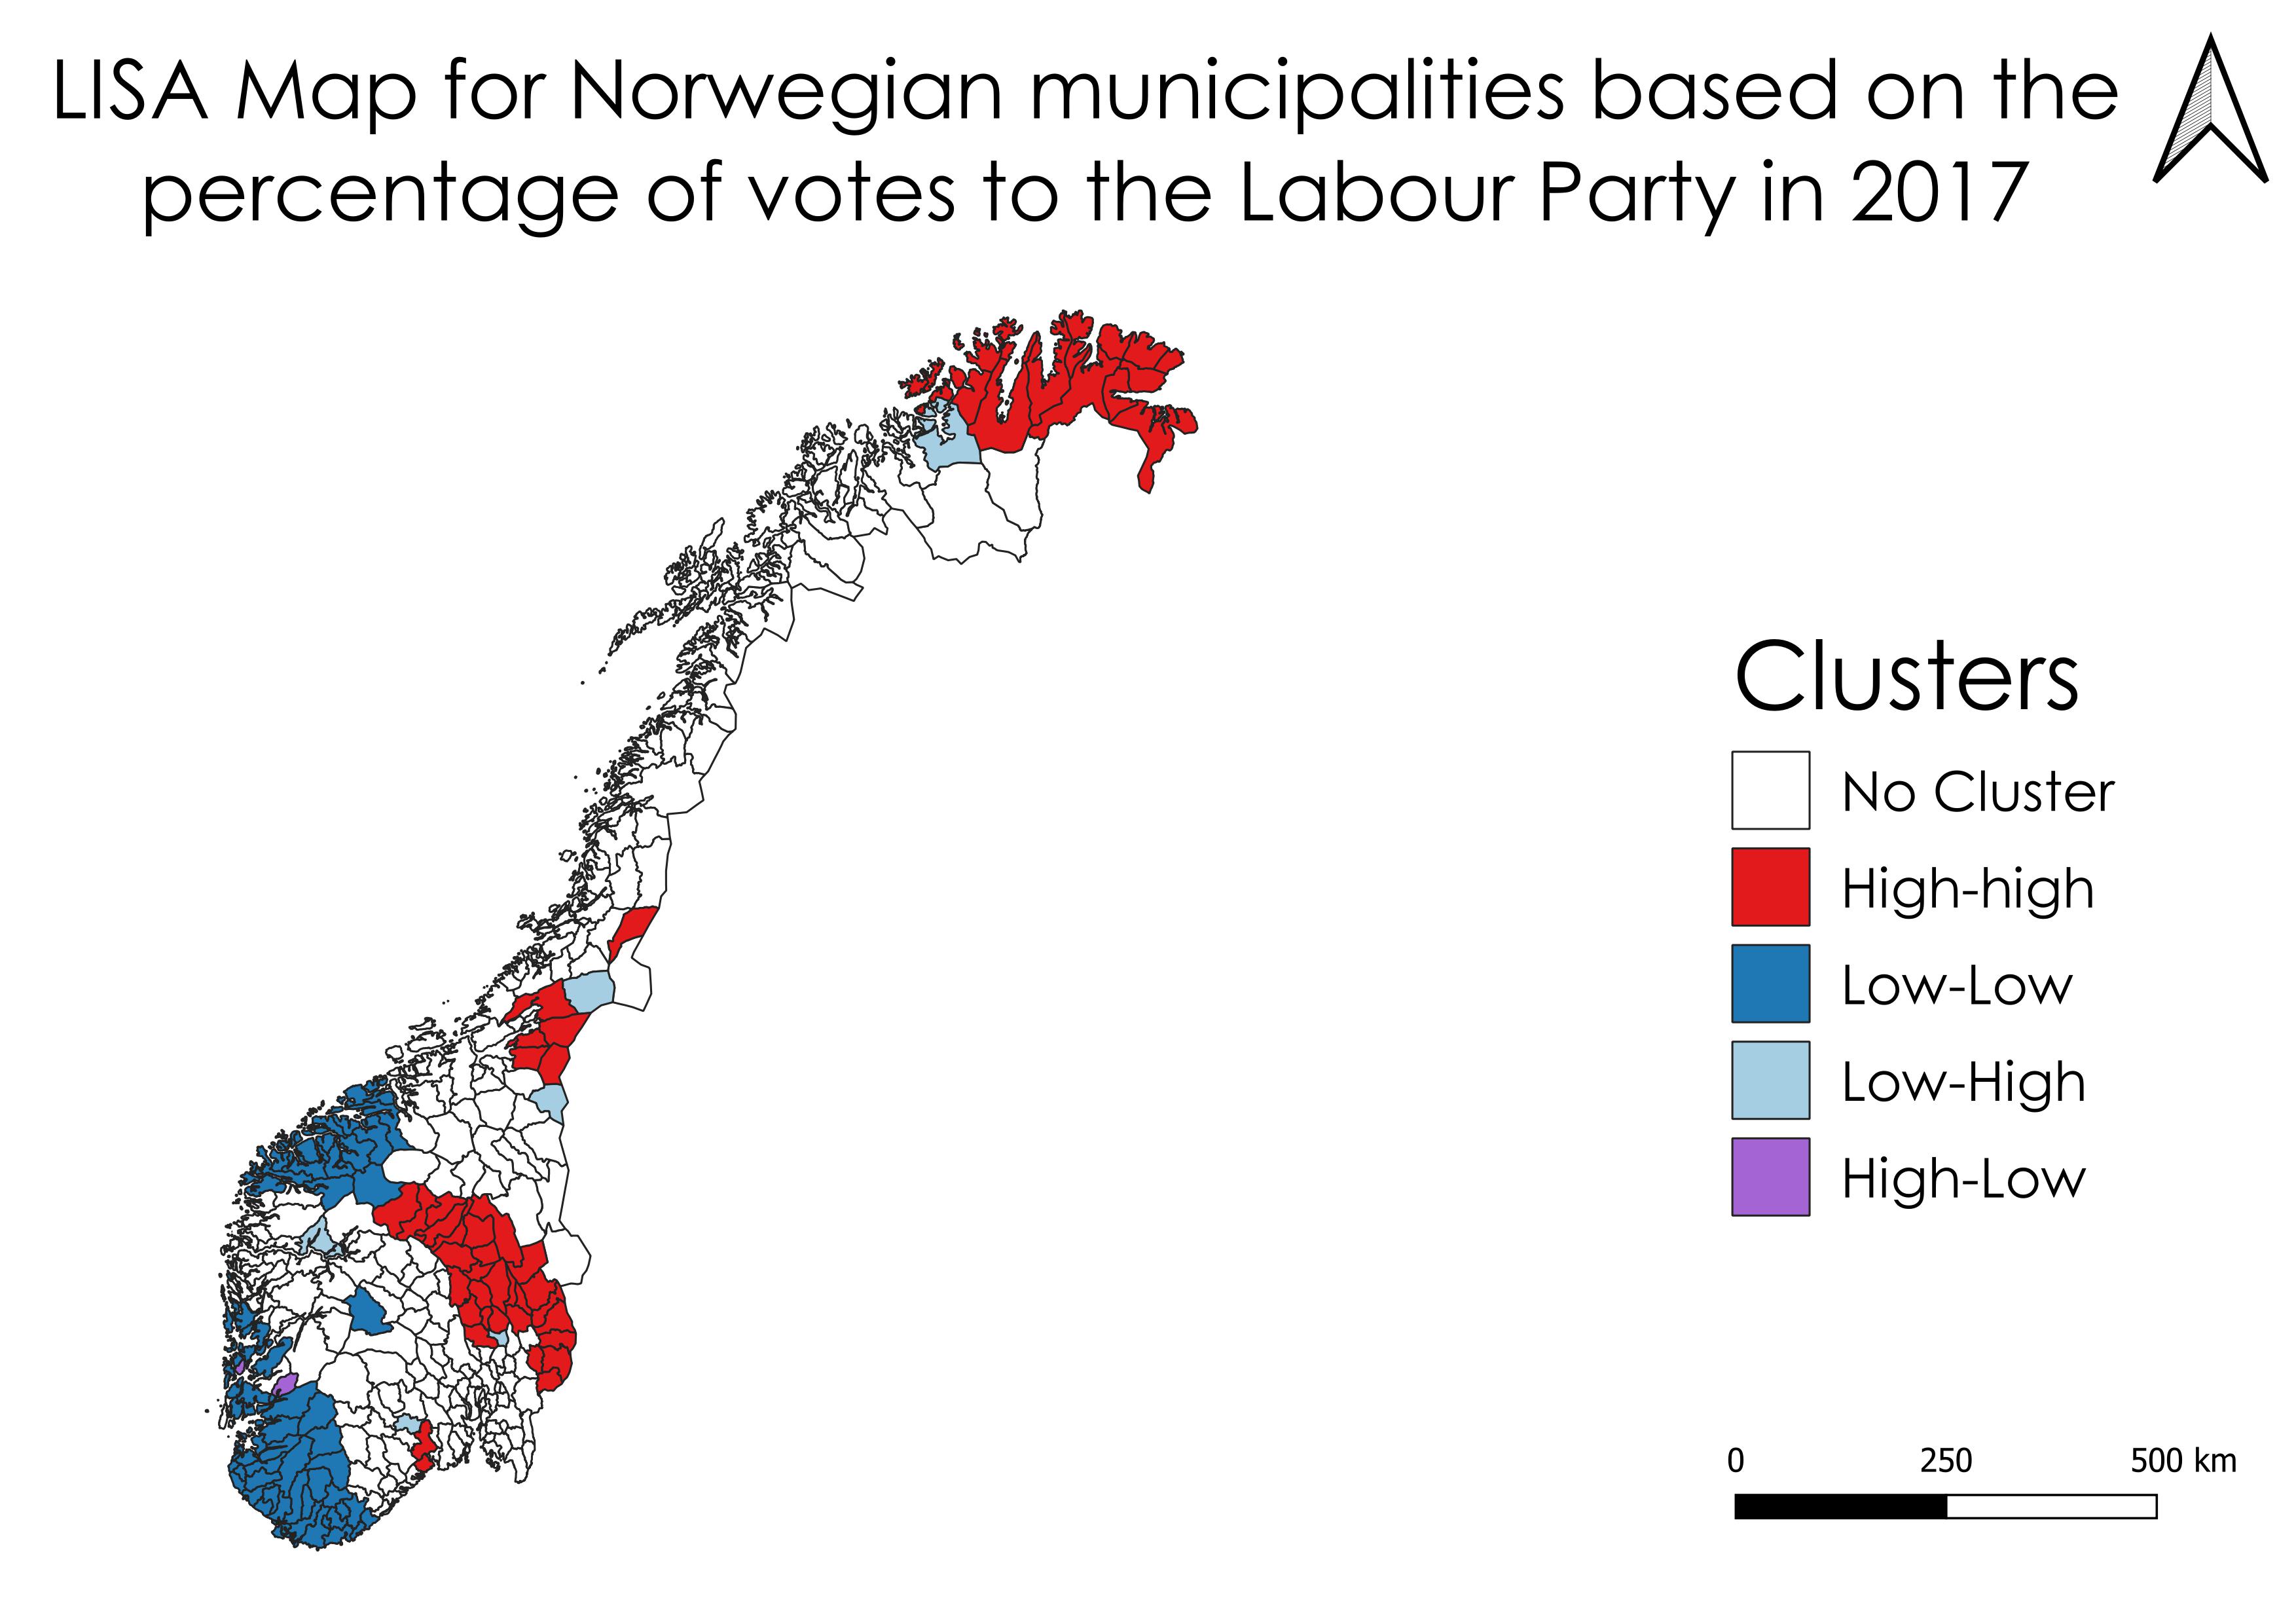 LISA Map for Norwegian municipalities based on the
percentage of votes to the Labour Party in 2017
Clusters
No Cluster
High-high
Low-Low
Low-High
High-Low
0 250 500 km